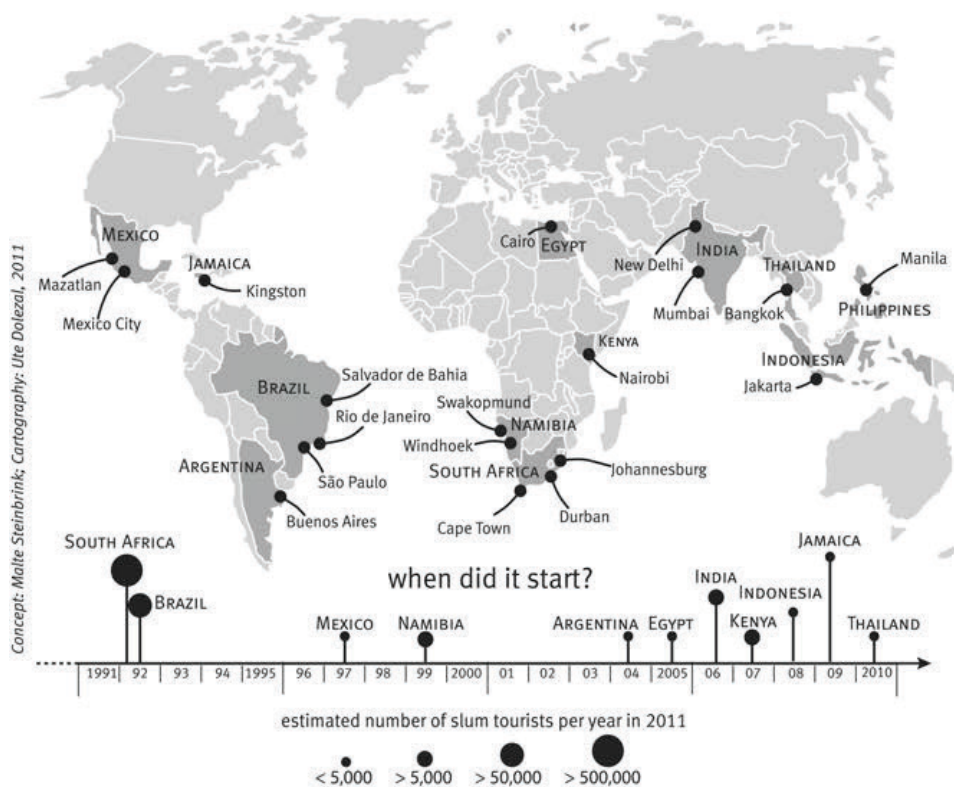 Concept: Malte Steinbrink; Cartography: Ute Dolezal, 2011
MEXICO
Mazatlan
Mexico City
JAMAICA
Kingston
BRAZIL
Salvador de Bahia
Rio de Janeiro
São Paulo
ARGENTINA
Buenos Aires
Cairo
EGYPT
KENYA
Nairobi
Swakopmund
NAMIBIA
Windhoek
SOUTH AFRICA
Johannesburg
Cape Town
Durban
New Delhi
INDIA
Mumbai
THAILAND
Bangkok
Manila
PHILIPPINES
INDONESIA
Jakarta
when did it start?
SOUTH AFRICA
BRAZIL
MEXICO
NAMIBIA
ARGENTINA
EGYPT
INDIA
KENYA
INDONESIA
JAMAICA
THAILAND
1991 92 93 94 1995 96 97 98 99 2000 01 02 03 04 2005 06 07 08 09 2010
estimated number of slum tourists per year in 2011
< 5,000 > 5,000 > 50,000 > 500,000